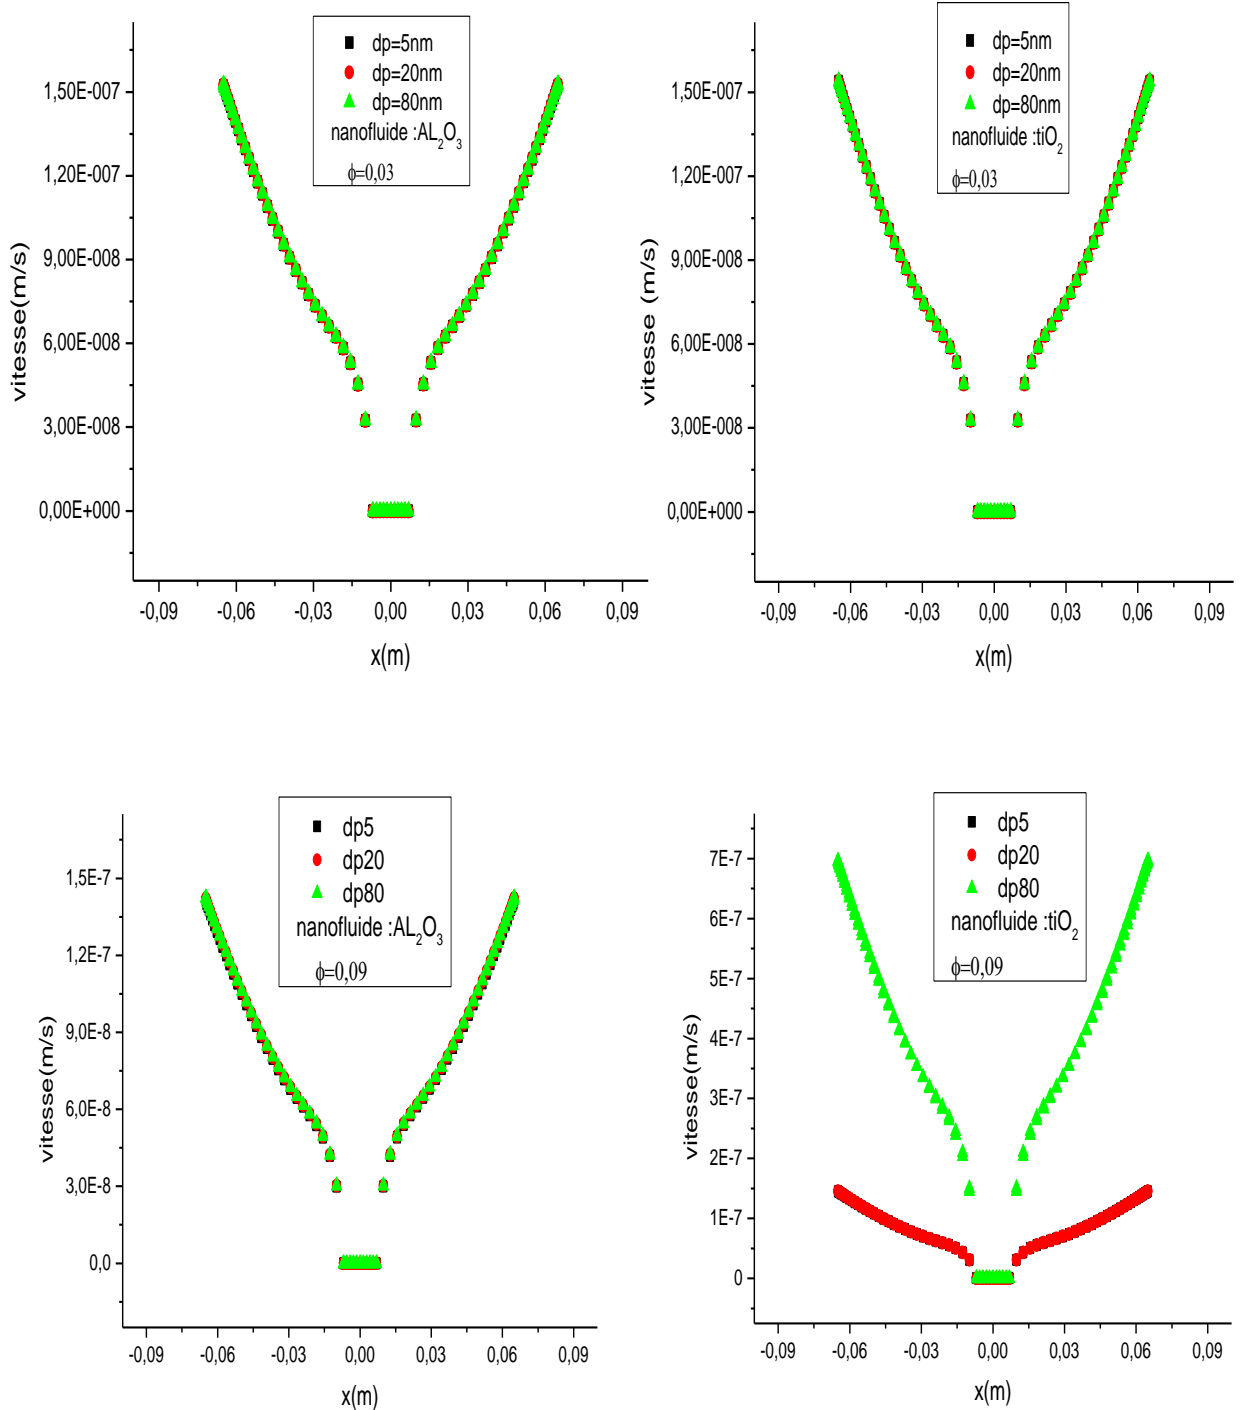 dp=5nm
dp=20nm
dp=80nm
nanofluide :AL₂O₃
ϕ=0,03
1,50E-007
1,20E-007
9,00E-008
6,00E-008
3,00E-008
0,00E+000
vitesse(m/s)
-0,09 -0,06 -0,03 0,00 0,03 0,06 0,09
x(m)
dp=5nm
dp=20nm
dp=80nm
nanofluide :tiO₂
ϕ=0,03
1,50E-007
1,20E-007
9,00E-008
6,00E-008
3,00E-008
0,00E+000
vitesse (m/s)
-0,09 -0,06 -0,03 0,00 0,03 0,06 0,09
x(m)
dp5
dp20
dp80
nanofluide :AL₂O₃
ϕ=0,09
1,5E-7
1,2E-7
9,0E-8
6,0E-8
3,0E-8
0,0
vitesse(m/s)
-0,09 -0,06 -0,03 0,00 0,03 0,06 0,09
x(m)
dp5
dp20
dp80
nanofluide :tiO₂
ϕ=0,09
7E-7
6E-7
5E-7
4E-7
3E-7
2E-7
1E-7
0
vitesse(m/s)
-0,09 -0,06 -0,03 0,00 0,03 0,06 0,09
x(m)